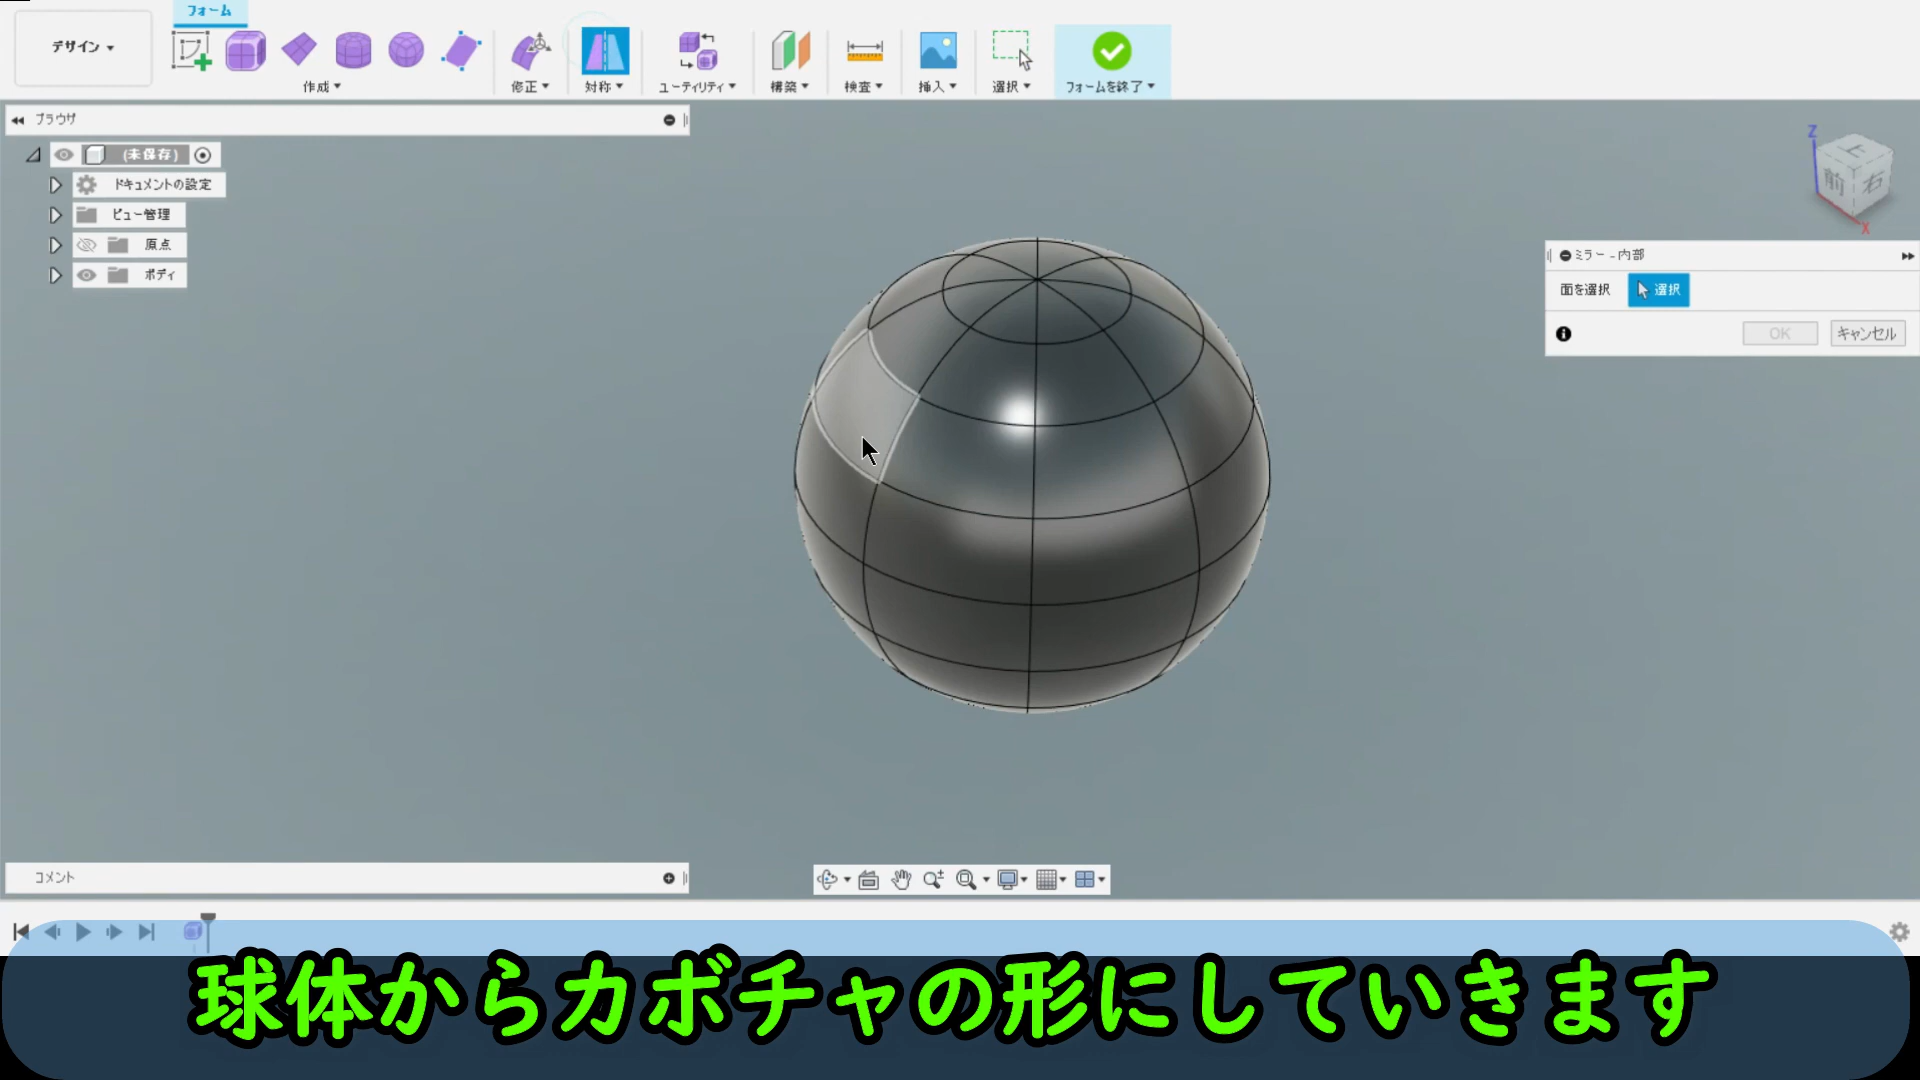 フォーム
デザイン
作成
修正
対称
ユーティリティ
構築
検査
挿入
選択
フォームを終了
ブラウザ
(未保存)
ドキュメントの設定
ビュー管理
原点
ボディ
Z
上
前
右
X
ミラー - 内部
面を選択
選択
OK
キャンセル
コメント
球体からカボチャの形にしていきます